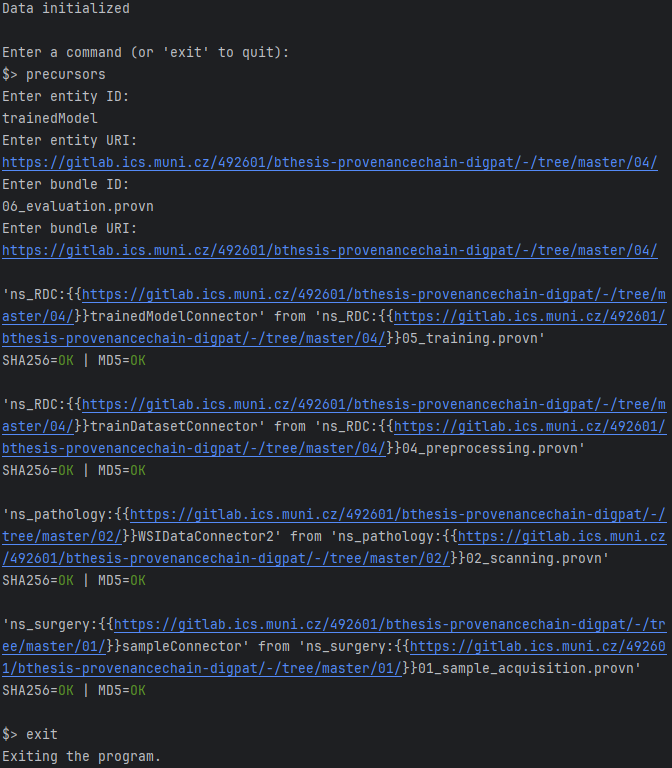 Data initialized
Enter a command (or 'exit' to quit):
$> precursors
Enter entity ID:
trainedModel
Enter entity URI:
https://gitlab.ics.muni.cz/492601/bthesis-provenancechain-digpat/-/tree/master/04/
Enter bundle ID:
06_evaluation.provn
Enter bundle URI:
https://gitlab.ics.muni.cz/492601/bthesis-provenancechain-digpat/-/tree/master/04/
'ns_RDC:{{https://gitlab.ics.muni.cz/492601/bthesis-provenancechain-digpat/-/tree/m
aster/04/}}trainedModelConnector' from 'ns_RDC:{{https://gitlab.ics.muni.cz/492601/
bthesis-provenancechain-digpat/-/tree/master/04/}}05_training.provn'
SHA256=OK | MD5=OK
'ns_RDC:{{https://gitlab.ics.muni.cz/492601/bthesis-provenancechain-digpat/-/tree/m
aster/04/}}trainDatasetConnector' from 'ns_RDC:{{https://gitlab.ics.muni.cz/492601/
bthesis-provenancechain-digpat/-/tree/master/04/}}04_preprocessing.provn'
SHA256=OK | MD5=OK
'ns_pathology:{{https://gitlab.ics.muni.cz/492601/bthesis-provenancechain-digpat/-/
tree/master/02/}}WSIDataConnector2' from 'ns_pathology:{{https://gitlab.ics.muni.cz
/492601/bthesis-provenancechain-digpat/-/tree/master/02/}}02_scanning.provn'
SHA256=OK | MD5=OK
'ns_surgery:{{https://gitlab.ics.muni.cz/492601/bthesis-provenancechain-digpat/-/tr
ee/master/01/}}sampleConnector' from 'ns_surgery:{{https://gitlab.ics.muni.cz/49260
1/bthesis-provenancechain-digpat/-/tree/master/01/}}01_sample_acquisition.provn'
SHA256=OK | MD5=OK
$> exit
Exiting the program.